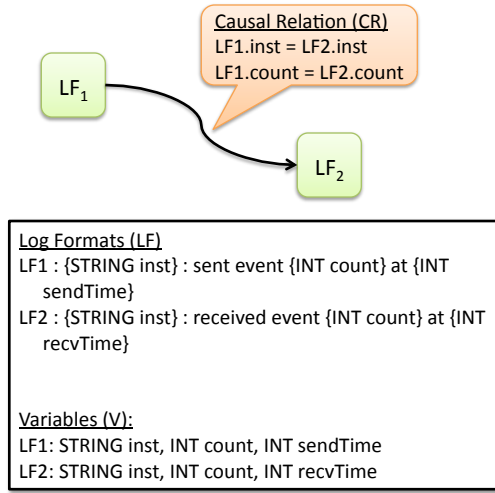 Causal Relation (CR)
LF1.inst = LF2.inst
LF1.count = LF2.count
LF₁
LF₂
Log Formats (LF)
LF1 : {STRING inst} : sent event {INT count} at {INT
sendTime}
LF2 : {STRING inst} : received event {INT count} at {INT
recvTime}
Variables (V):
LF1: STRING inst, INT count, INT sendTime
LF2: STRING inst, INT count, INT recvTime